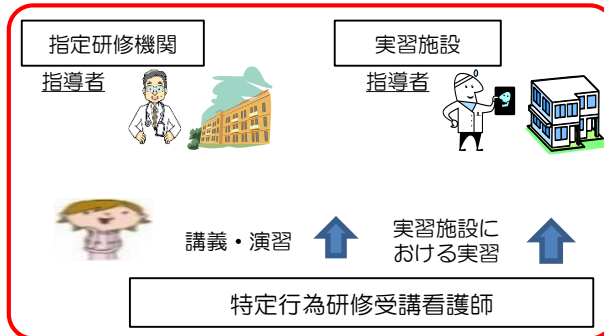 指定研修機関
実習施設
指導者
指導者
講義・演習
実習施設に
おける実習
特定行為研修受講看護師